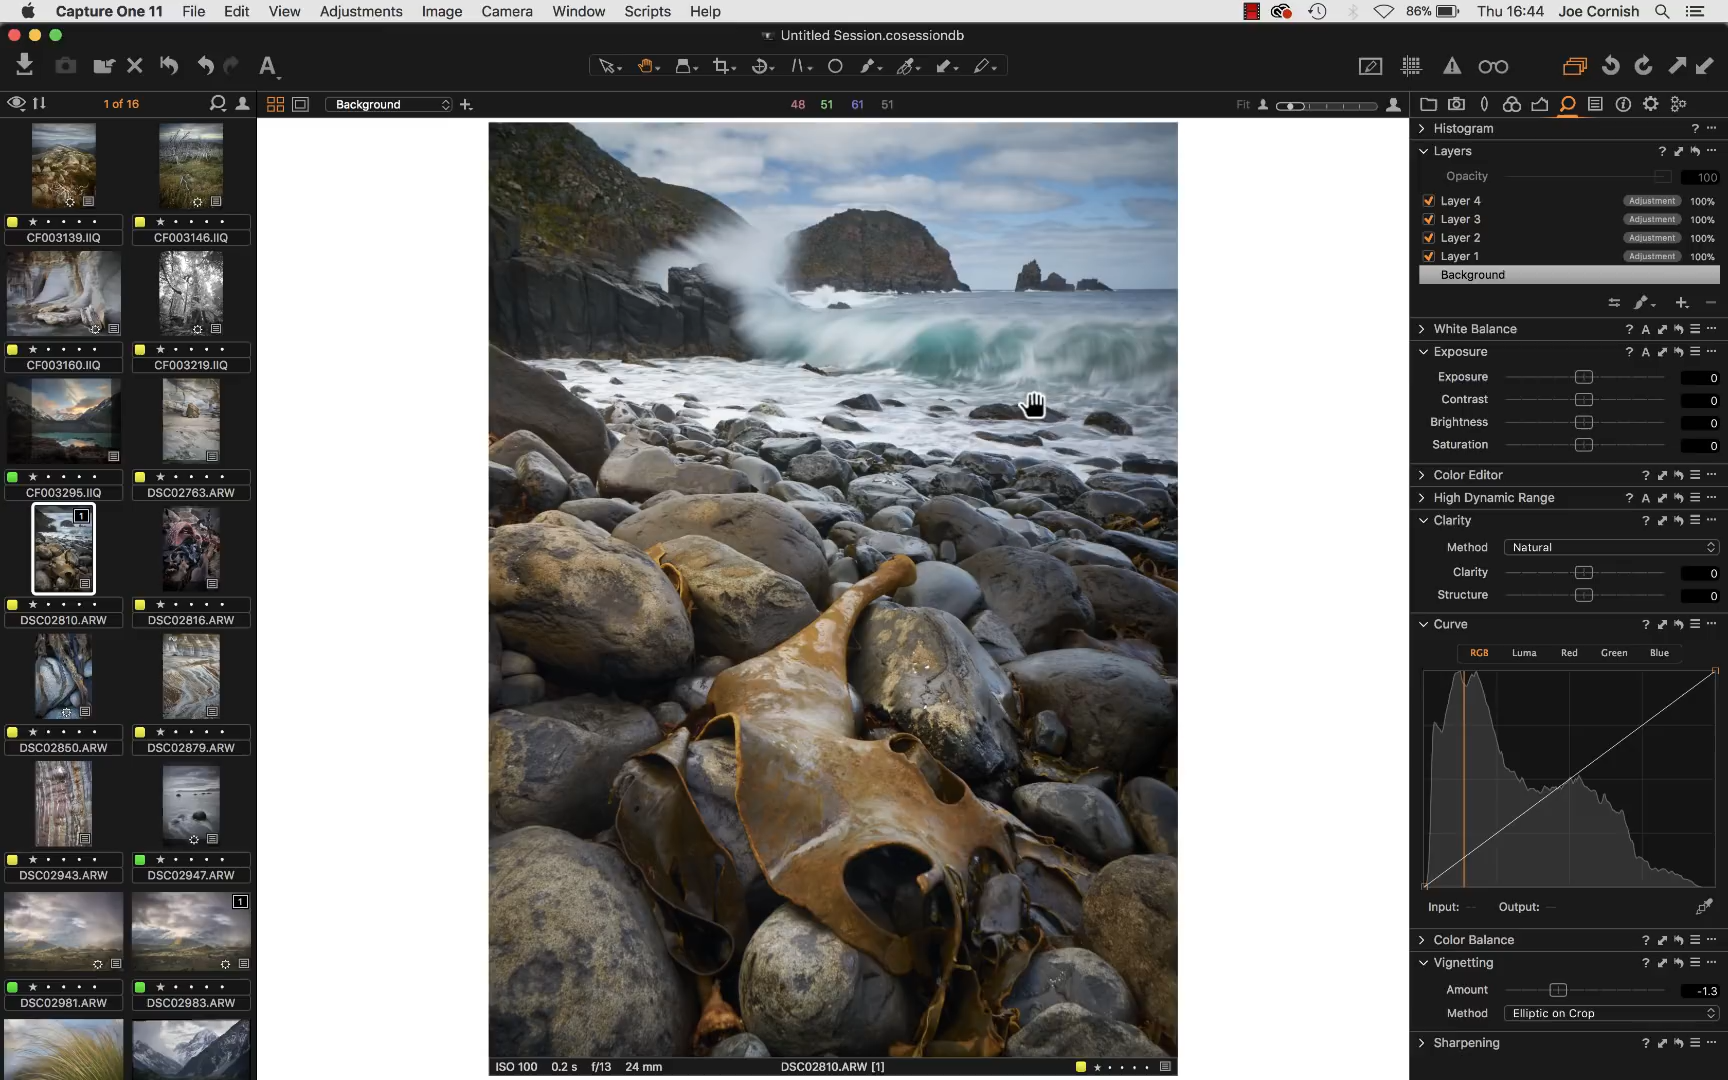 Capture One 11 File Edit View Adjustments Image Camera Window Scripts Help 86% Thu 16:44 Joe Cornish
Untitled Session.cosessiondb
A
1 of 16 Background 48 51 61 51 Fit
CF003139.IIQ CF003146.IIQ
CF003160.IIQ CF003219.IIQ
CF003295.IIQ DSC02763.ARW
1
DSC02810.ARW DSC02816.ARW
DSC02850.ARW DSC02879.ARW
DSC02943.ARW DSC02947.ARW
1
DSC02981.ARW DSC02983.ARW
ISO 100 0.2 s f/13 24 mm DSC02810.ARW [1]
Histogram ?
Layers ?
Opacity 100
Layer 4 Adjustment 100%
Layer 3 Adjustment 100%
Layer 2 Adjustment 100%
Layer 1 Adjustment 100%
Background
White Balance ? A
Exposure ? A
Exposure 0
Contrast 0
Brightness 0
Saturation 0
Color Editor ?
High Dynamic Range ? A
Clarity ?
Method Natural
Clarity 0
Structure 0
Curve ?
RGB Luma Red Green Blue
Input: -- Output: --
Color Balance ?
Vignetting ?
Amount -1.3
Method Elliptic on Crop
Sharpening ?